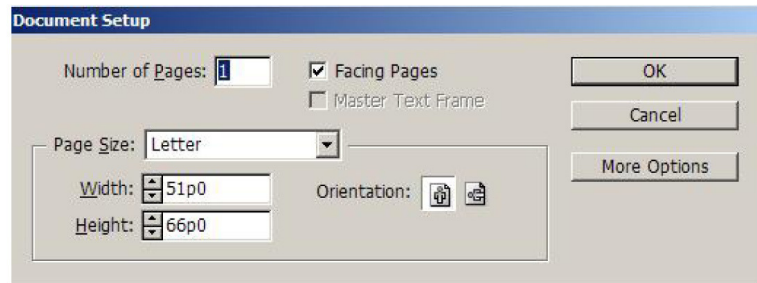 Document Setup
Number of Pages: 1
Facing Pages
OK
Master Text Frame
Cancel
Page Size: Letter
More Options
Width: 51p0
Orientation:
Height: 66p0